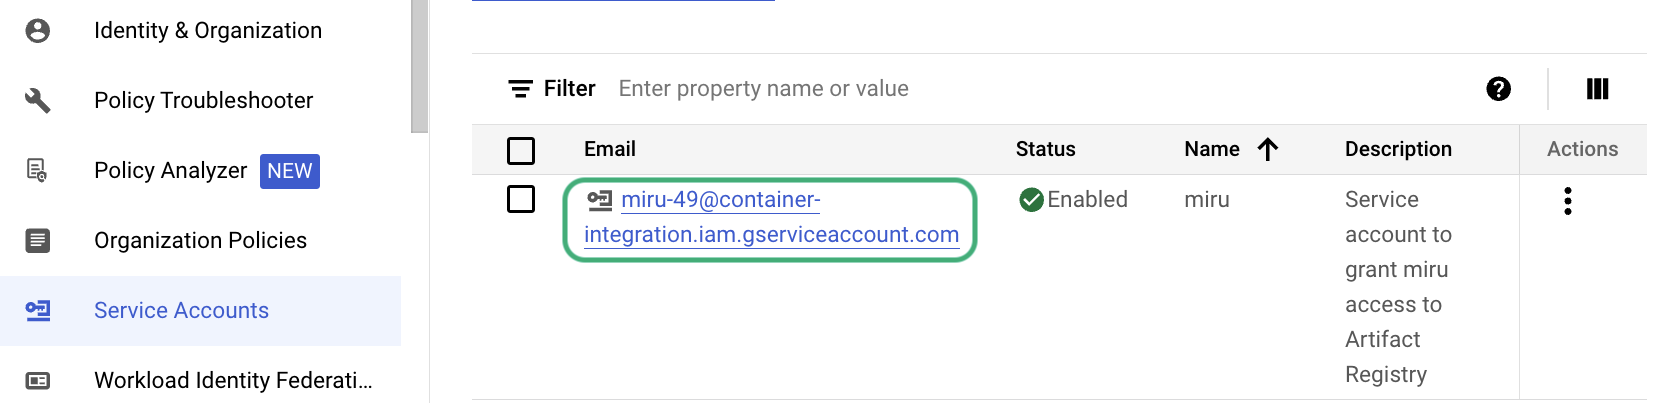 Identity & Organization
Policy Troubleshooter
Policy Analyzer NEW
Organization Policies
Service Accounts
Workload Identity Federati...
Filter Enter property name or value
Email Status Name Description Actions
miru-49@container-
integration.iam.gserviceaccount.com
Enabled
miru
Service
account to
grant miru
access to
Artifact
Registry